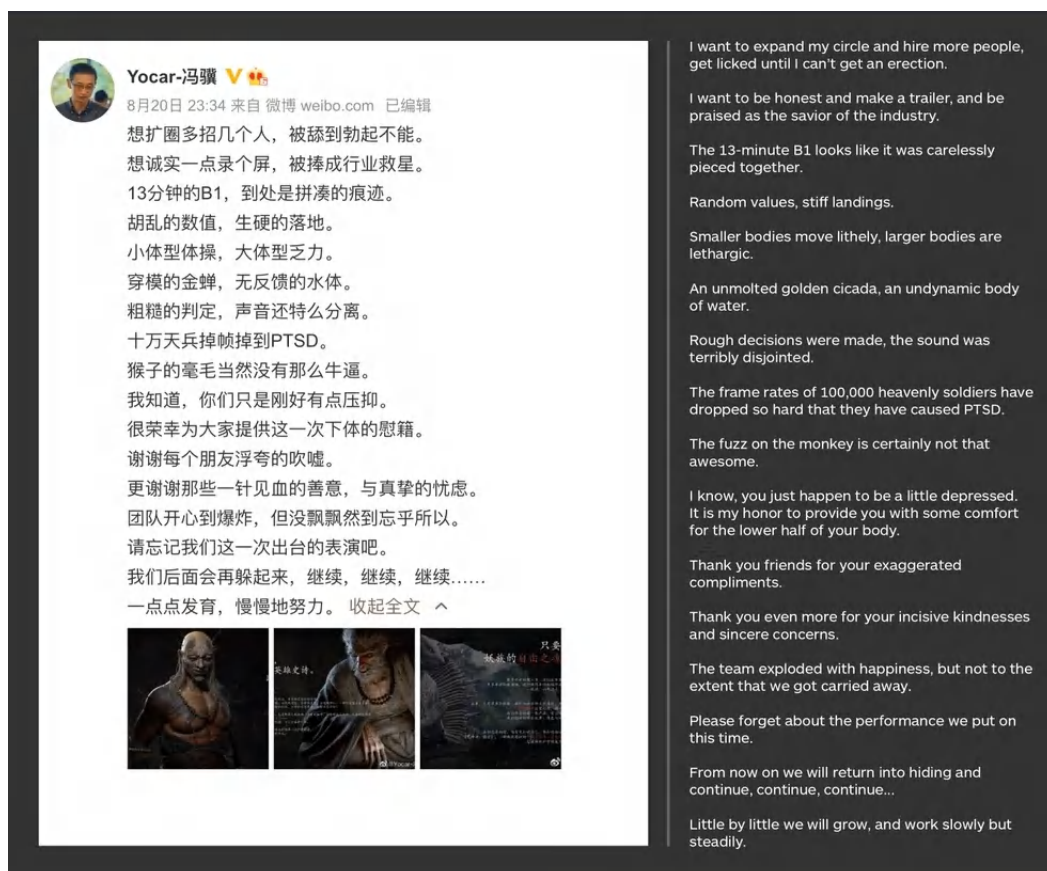 Yocar-冯骥
8月20日 23:34 来自 微博 weibo.com 已编辑
想扩圈多招几个人，被舔到勃起不能。
想诚实一点录个屏，被捧成行业救星。
13分钟的B1，到处是拼凑的痕迹。
胡乱的数值，生硬的落地。
小体型体操，大体型乏力。
穿模的金蝉，无反馈的水体。
粗糙的判定，声音还特么分离。
十万天兵掉帧掉到PTSD。
猴子的毫毛当然没有那么牛逼。
我知道，你们只是刚好有点压抑。
很荣幸为大家提供这一次下体的慰籍。
谢谢每个朋友浮夸的吹嘘。
更谢谢那些一针见血的善意，与真挚的忧虑。
团队开心到爆炸，但没飘飘然到忘乎所以。
请忘记我们这一次出台的表演吧。
我们后面会再躲起来，继续，继续，继续……
一点点发育，慢慢地努力。 收起全文
英雄史诗。
只奂
妖族的自由之
@Yocar-
I want to expand my circle and hire more people,
get licked until I can't get an erection.
I want to be honest and make a trailer, and be
praised as the savior of the industry.
The 13-minute B1 looks like it was carelessly
pieced together.
Random values, stiff landings.
Smaller bodies move lithely, larger bodies are
lethargic.
An unmolted golden cicada, an undynamic body
of water.
Rough decisions were made, the sound was
terribly disjointed.
The frame rates of 100,000 heavenly soldiers have
dropped so hard that they have caused PTSD.
The fuzz on the monkey is certainly not that
awesome.
I know, you just happen to be a little depressed.
It is my honor to provide you with some comfort
for the lower half of your body.
Thank you friends for your exaggerated
compliments.
Thank you even more for your incisive kindnesses
and sincere concerns.
The team exploded with happiness, but not to the
extent that we got carried away.
Please forget about the performance we put on
this time.
From now on we will return into hiding and
continue, continue, continue...
Little by little we will grow, and work slowly but
steadily.